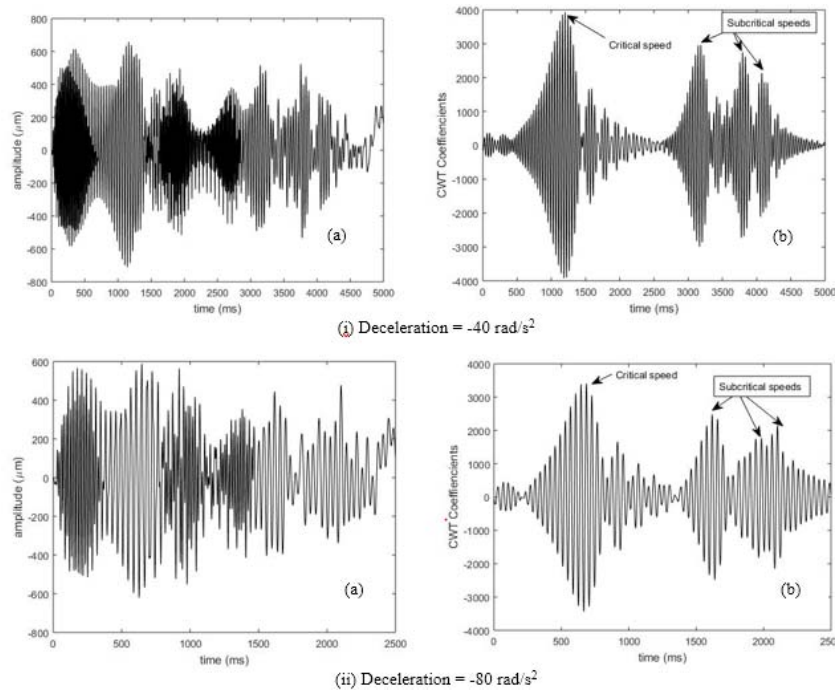 800
600
400
200
0
-200
-400
-600
-800
amplitude (μm)
0 500 1000 1500 2000 2500 3000 3500 4000 4500 5000
time (ms)
(a)
4000
3000
2000
1000
0
-1000
-2000
-3000
-4000
CWT Coeffiencients
Critical speed
Subcritical speeds
0 500 1000 1500 2000 2500 3000 3500 4000 4500 5000
time (ms)
(b)
(i) Deceleration = -40 rad/s²
600
400
200
0
-200
-400
-600
-800
amplitude (μm)
0 500 1000 1500 2000 2500
time (ms)
(a)
4000
3000
2000
1000
0
-1000
-2000
-3000
-4000
CWT Coeffiencients
Critical speed
Subcritical speeds
0 500 1000 1500 2000 2500
time (ms)
(b)
(ii) Deceleration = -80 rad/s²